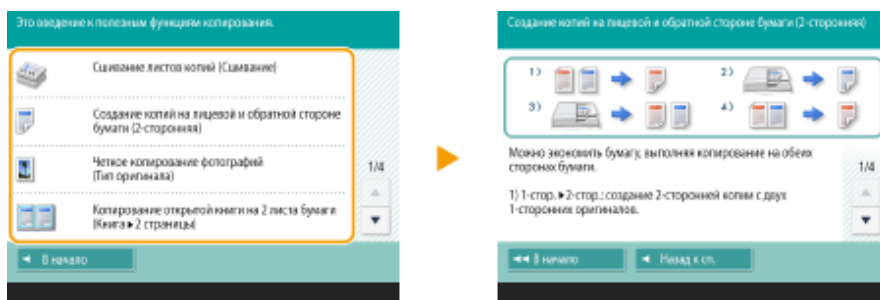 Это введение к полезным функциям копирования.
Сшивание листов копий (Сшивание)
Создание копий на лицевой и обратной стороне
бумаги (2-сторонняя)
Четкое копирование фотографий
(Тип оригинала)
Копирование открытой книги на 2 листа бумаги
(Книга ▸ 2 страницы)
1/4
В начало
Создание копий на лицевой и обратной стороне бумаги (2-сторонняя)
1) 2)
3) 4)
Можно экономить бумагу, выполняя копирование на обеих
сторонах бумаги.
1) 1-стор. ▸ 2-стор.: создание 2-сторонней копии с двух
1-сторонних оригиналов.
1/4
В начало
Назад к сп.